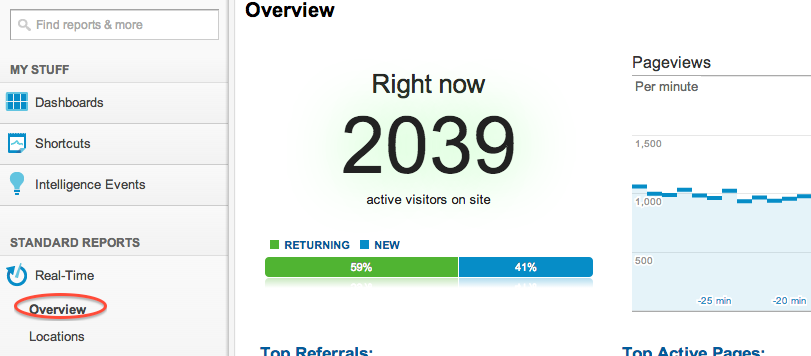 Find reports & more
MY STUFF
Dashboards
Shortcuts
Intelligence Events
STANDARD REPORTS
Real-Time
Overview
Locations
Overview
Right now
2039
active visitors on site
RETURNING NEW
59% 41%
Top Referrals:
Pageviews
Per minute
1,500
1,000
500
-25 min -20 min
Top Active Pages: